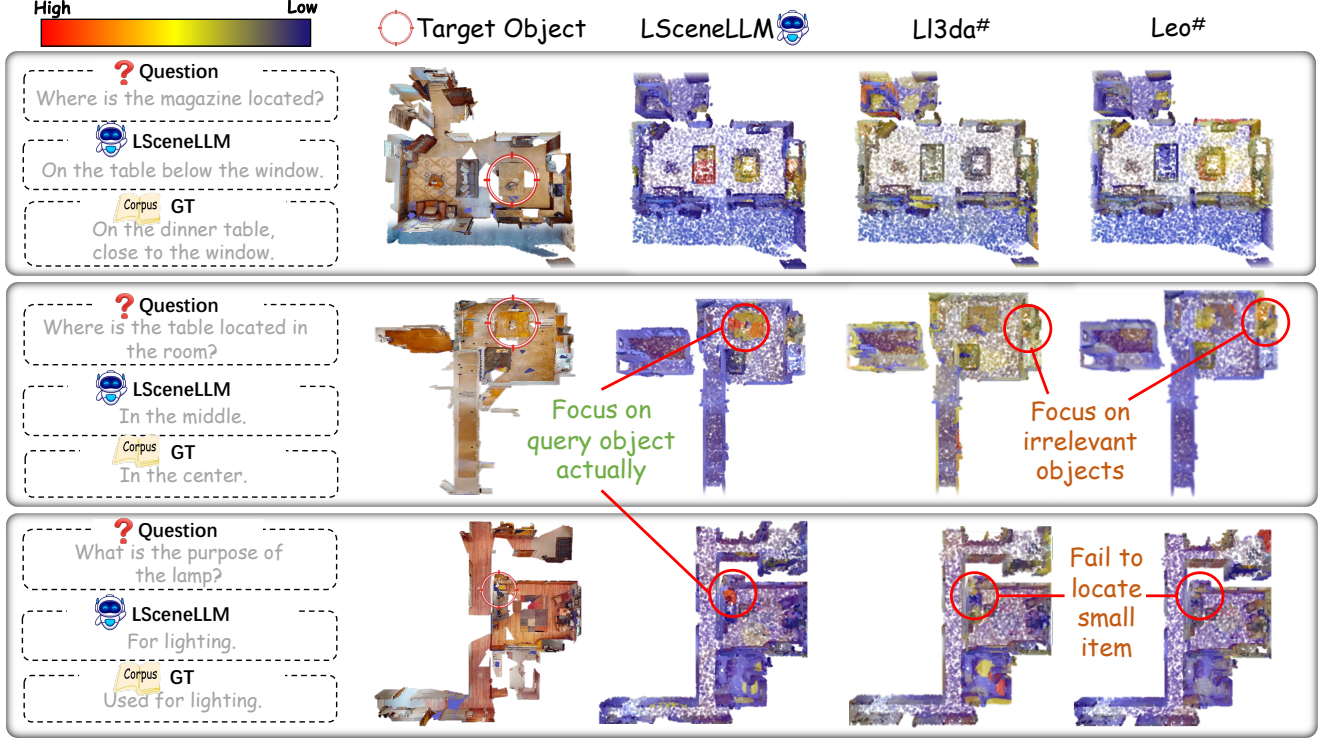 High
Low
Target Object
LSceneLLM
Ll3da#
Leo#
? Question
Where is the magazine located?
LSceneLLM
On the table below the window.
Corpus GT
On the dinner table,
close to the window.
? Question
Where is the table located in
the room?
LSceneLLM
In the middle.
Corpus GT
In the center.
Focus on
query object
actually
Focus on
irrelevant
objects
? Question
What is the purpose of
the lamp?
LSceneLLM
For lighting.
Corpus GT
Used for lighting.
Fail to
locate
small
item